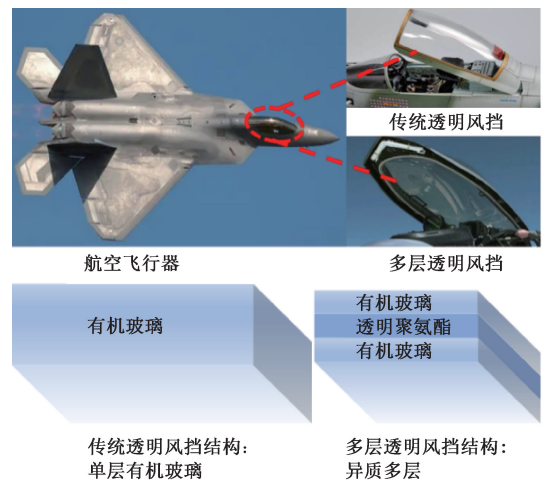 传统透明风挡
航空飞行器
多层透明风挡
有机玻璃
有机玻璃
透明聚氨酯
有机玻璃
传统透明风挡结构:
单层有机玻璃
多层透明风挡结构:
异质多层